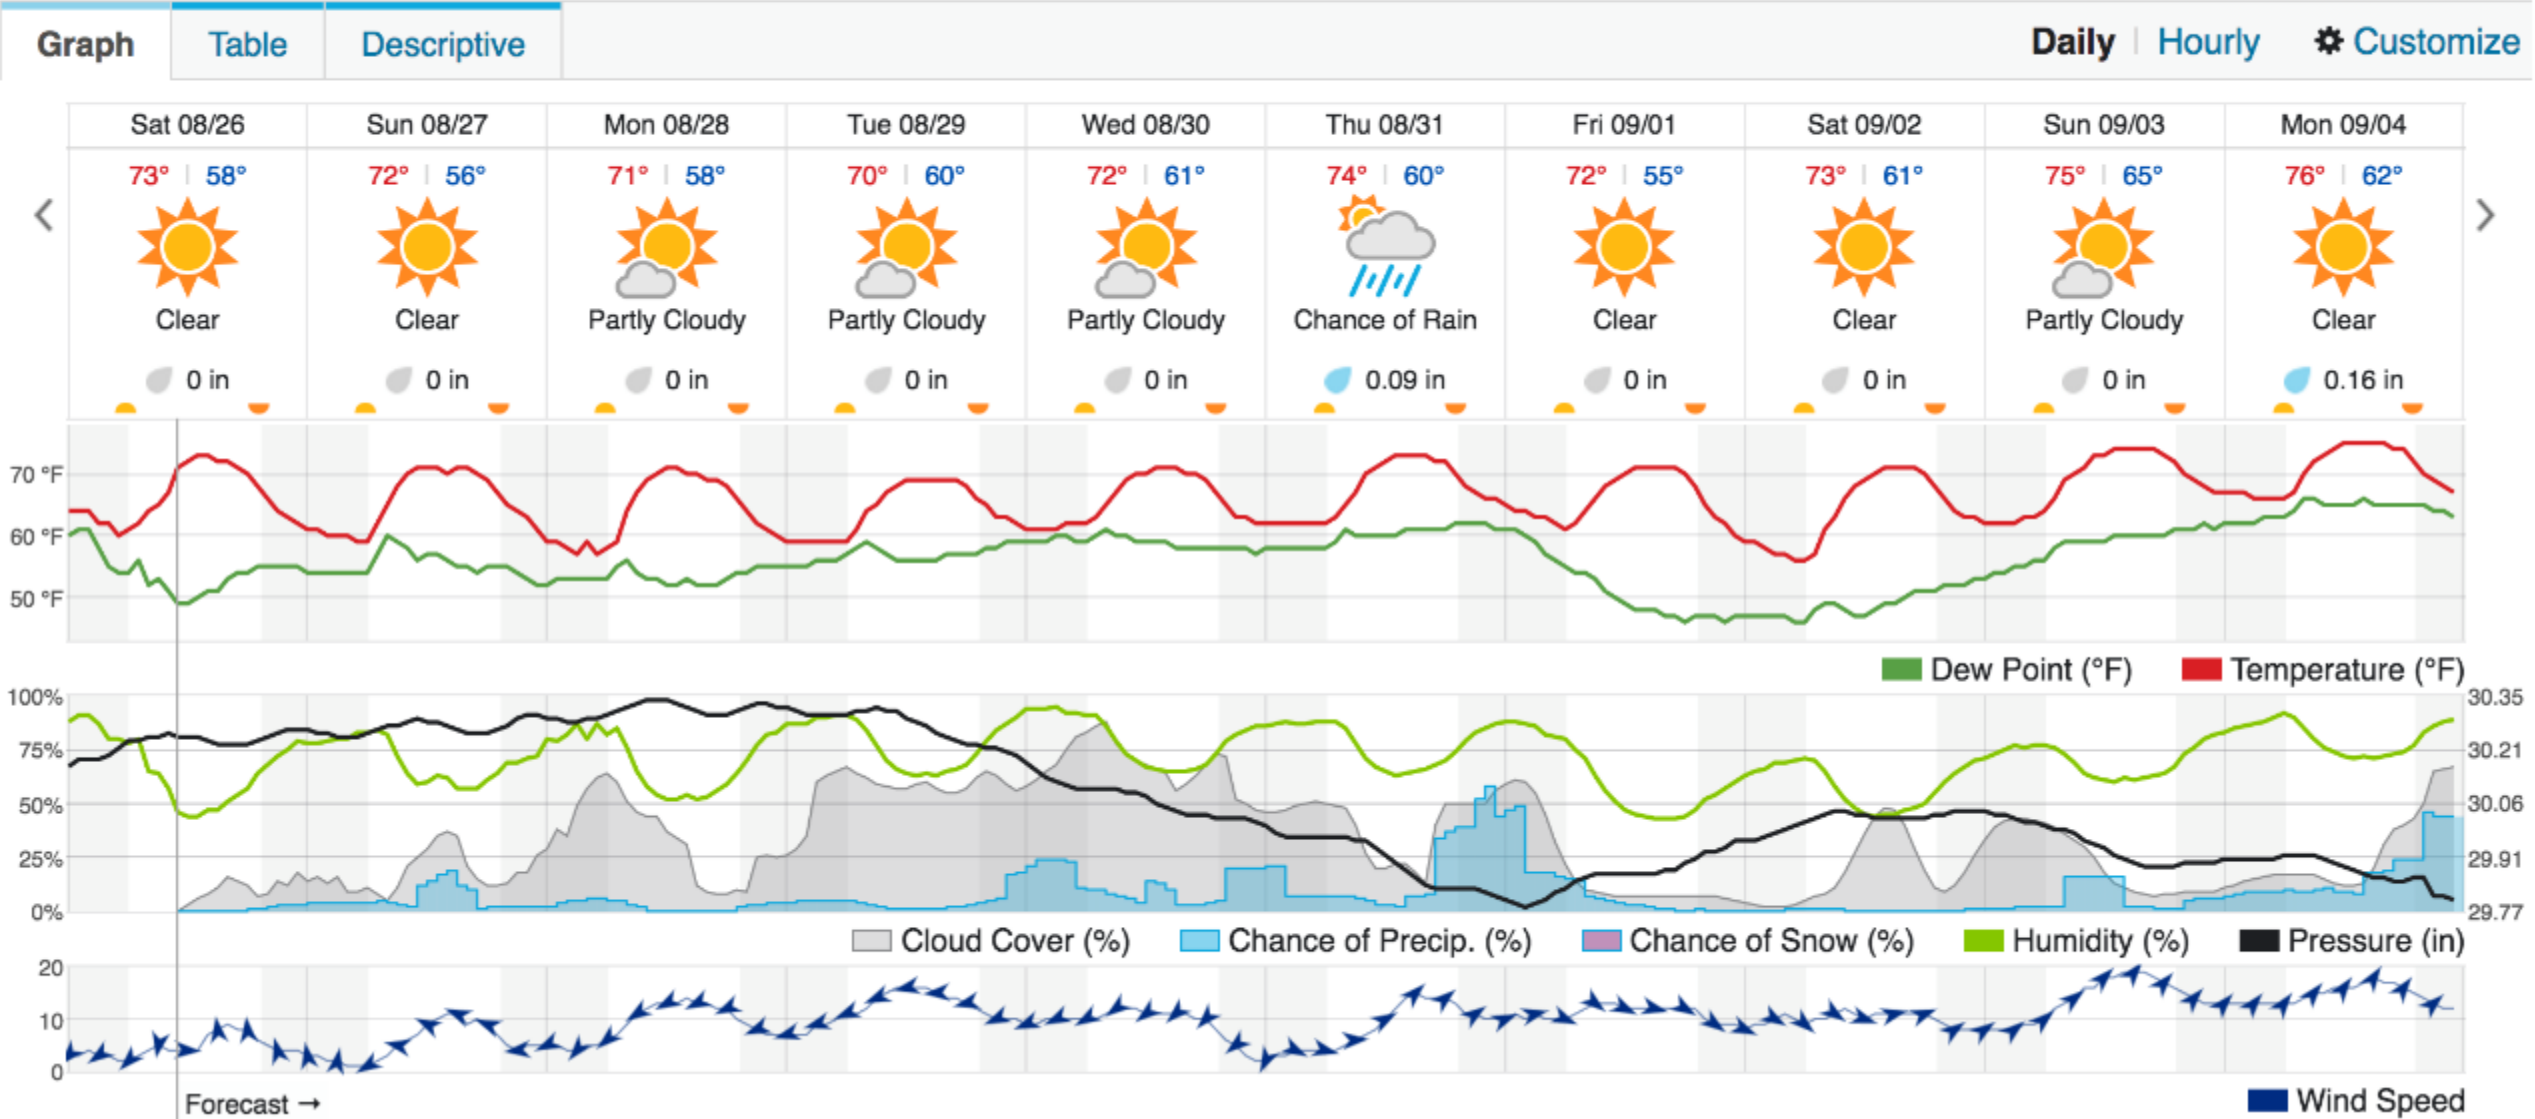 Graph Table Descriptive Daily | Hourly Customize
Sat 08/26 Sun 08/27 Mon 08/28 Tue 08/29 Wed 08/30 Thu 08/31 Fri 09/01 Sat 09/02 Sun 09/03 Mon 09/04
73° | 58° 72° | 56° 71° | 58° 70° | 60° 72° | 61° 74° | 60° 72° | 55° 73° | 61° 75° | 65° 76° | 62°
Clear Clear Partly Cloudy Partly Cloudy Partly Cloudy Chance of Rain Clear Clear Partly Cloudy Clear
0 in 0 in 0 in 0 in 0 in 0.09 in 0 in 0 in 0 in 0.16 in
70 °F
60 °F
50 °F
Dew Point (°F) Temperature (°F)
100% 30.35
75% 30.21
50% 30.06
25% 29.91
0% 29.77
Cloud Cover (%) Chance of Precip. (%) Chance of Snow (%) Humidity (%) Pressure (in)
20
10
0
Forecast → Wind Speed